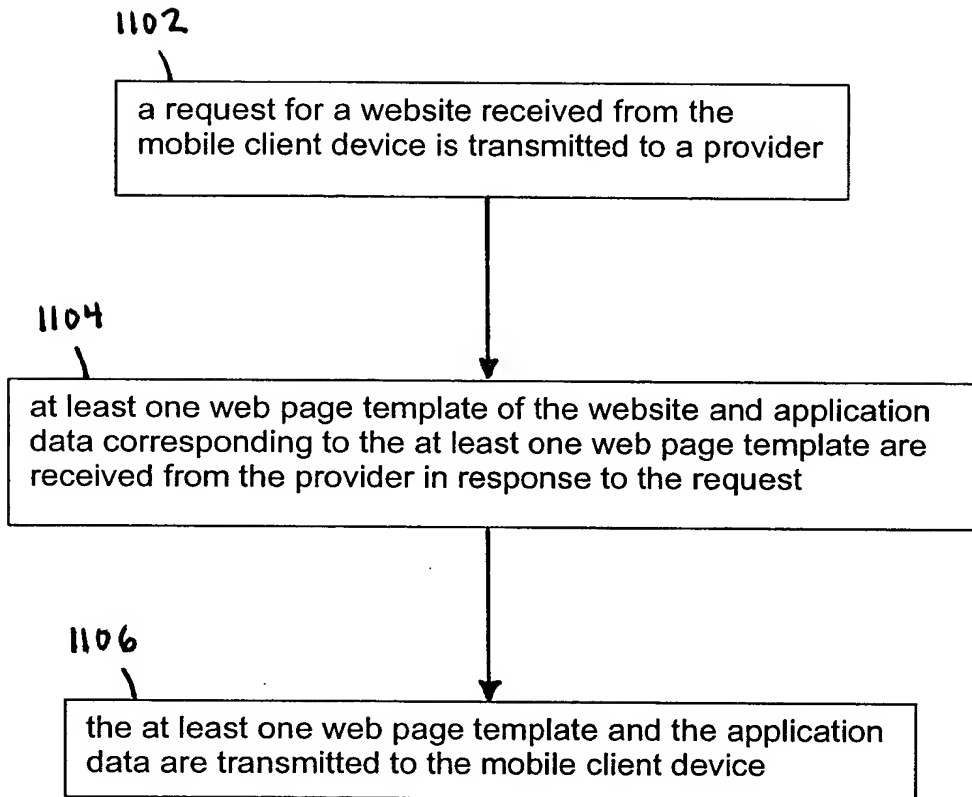 1102
a request for a website received from the
mobile client device is transmitted to a provider
1104
at least one web page template of the website and application
data corresponding to the at least one web page template are
received from the provider in response to the request
1106
the at least one web page template and the application
data are transmitted to the mobile client device